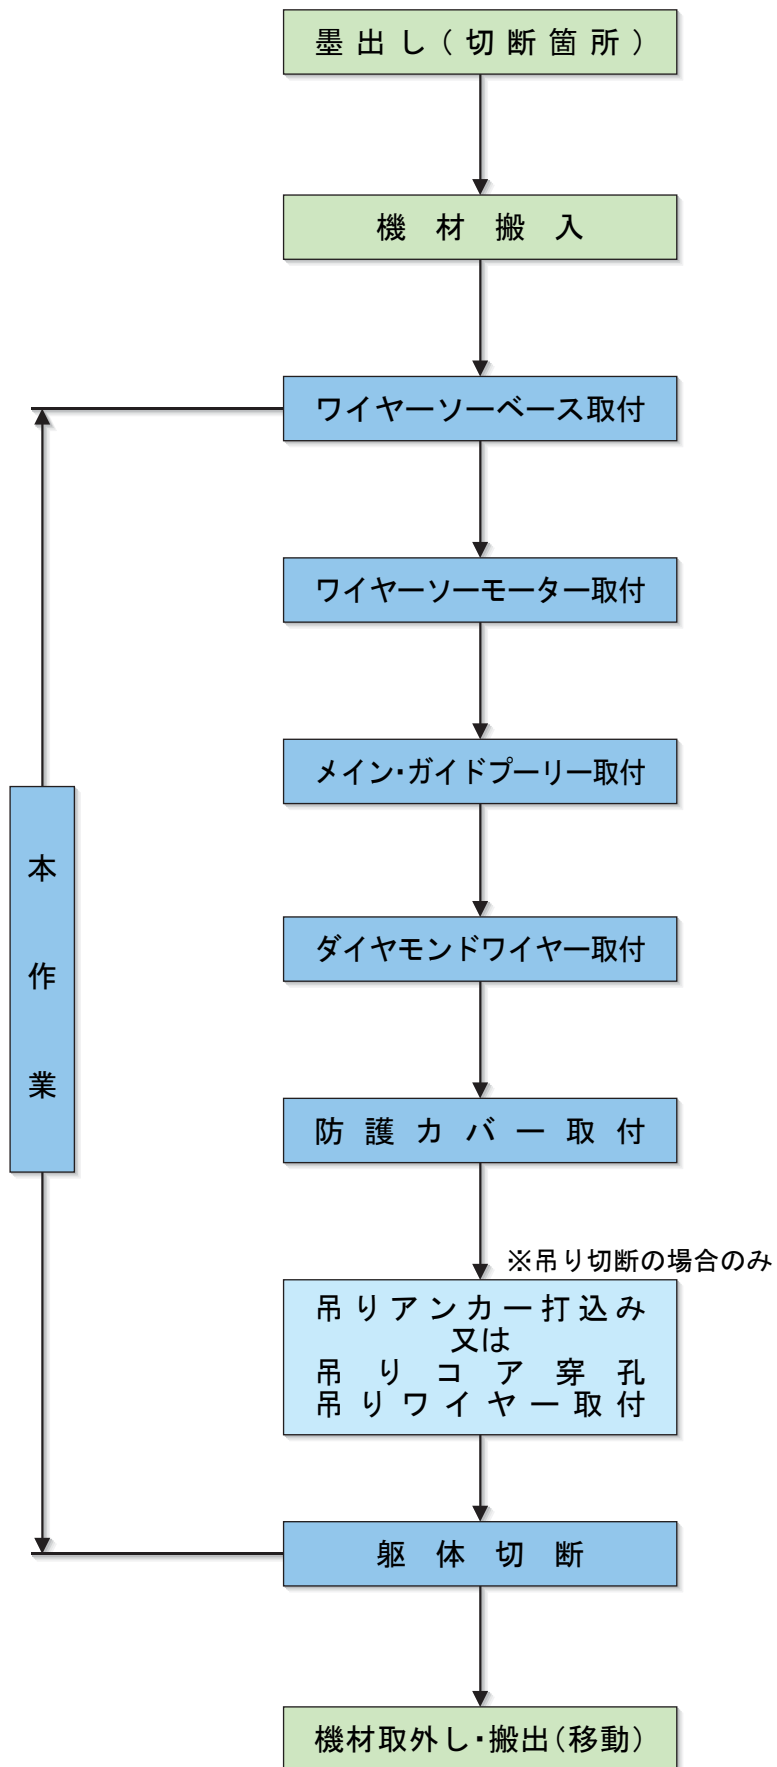 墨出し(切断箇所)
機材搬入
ワイヤーソーベース取付
ワイヤーソーモーター取付
メイン・ガイドプーリー取付
本作業
ダイヤモンドワイヤー取付
防護カバー取付
※吊り切断の場合のみ
吊りアンカー打込み
又は
吊りコア穿孔
吊りワイヤー取付
躯体切断
機材取外し・搬出(移動)